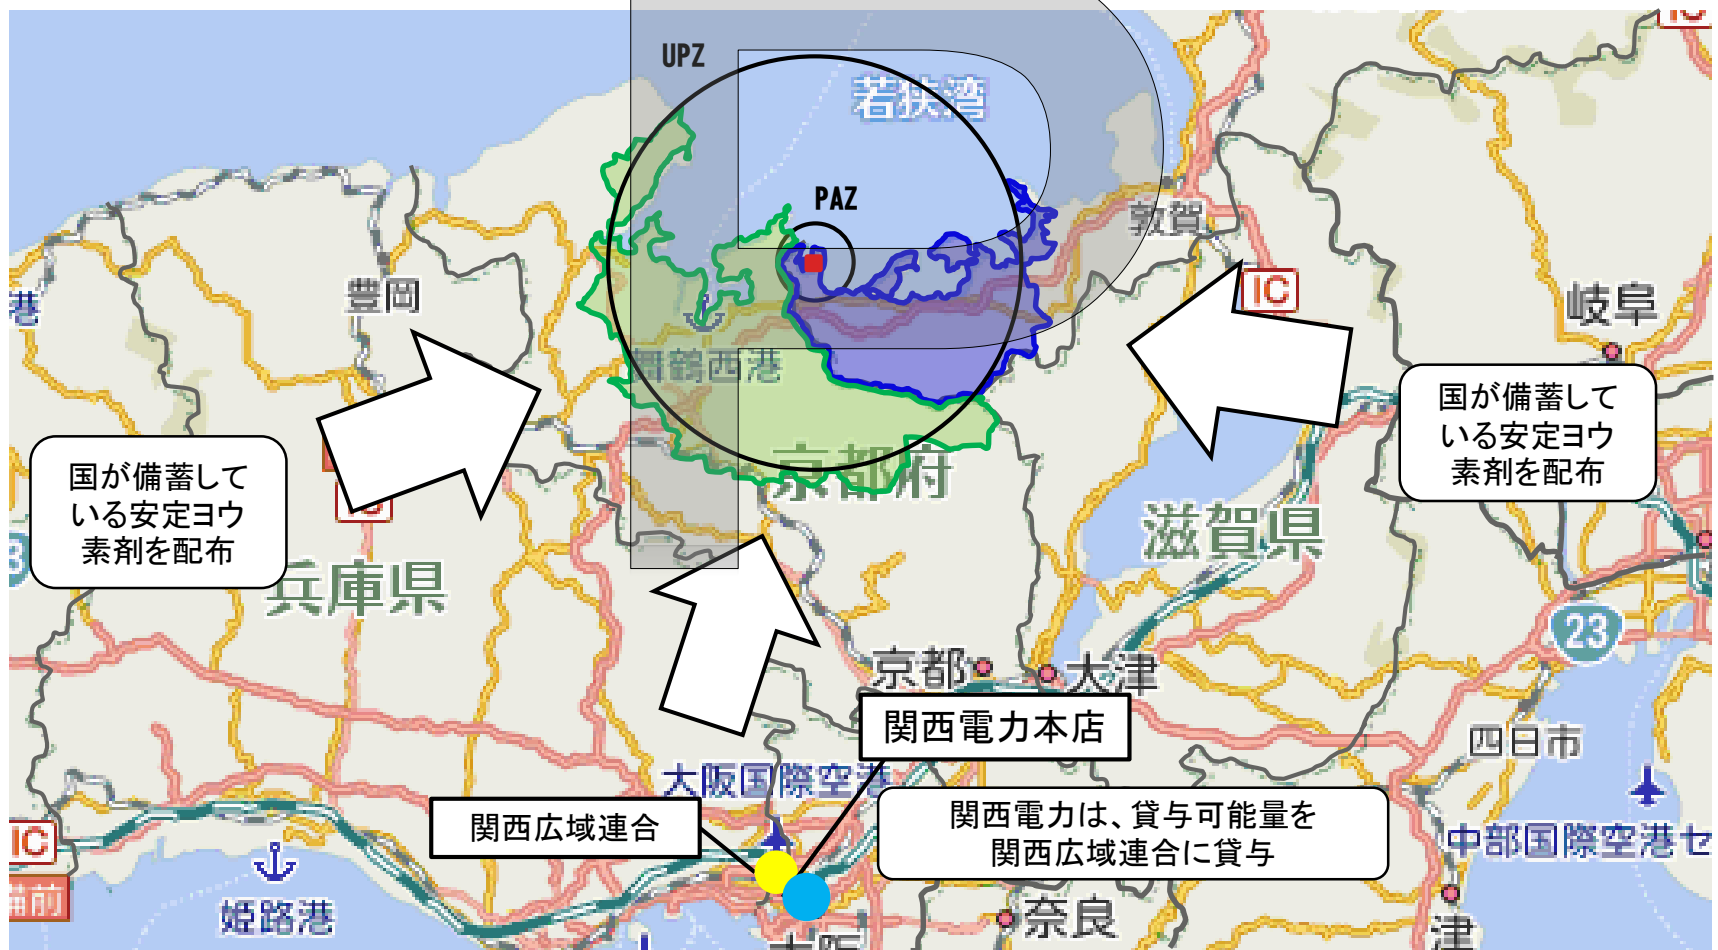 UPZ
若狭湾
PAZ
敦賀
港
豊岡
IC
岐阜
舞鶴西港
国が備蓄して
いる安定ヨウ
素剤を配布
国が備蓄して
いる安定ヨウ
素剤を配布
京都府
滋賀県
兵庫県
23
京都
大津
関西電力本店
四日市
大阪国際空港
関西広域連合
関西電力は、貸与可能量を
関西広域連合に貸与
IC
中部国際空港セ
備前
姫路港
奈良
津
大阪